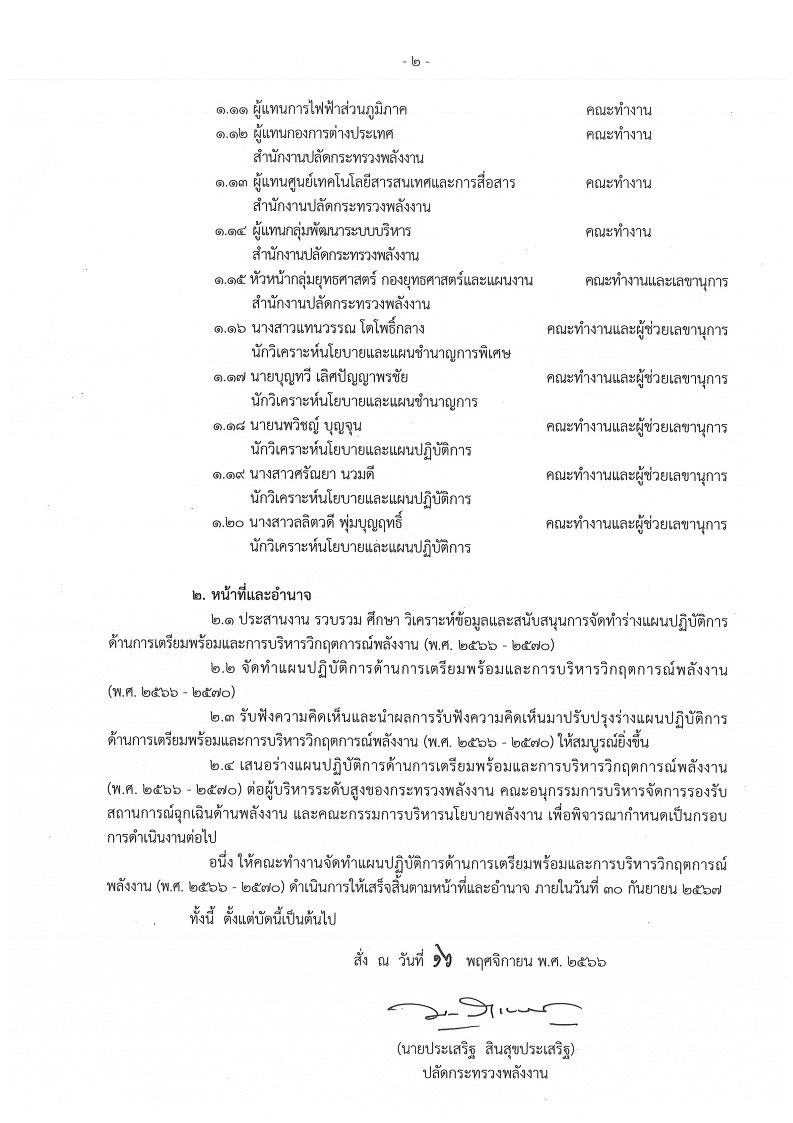 - ๒ -
๑.๑๑ ผู้แทนการไฟฟ้าส่วนภูมิภาค คณะทำงาน
๑.๑๒ ผู้แทนกองการต่างประเทศ คณะทำงาน
สำนักงานปลัดกระทรวงพลังงาน
๑.๑๓ ผู้แทนศูนย์เทคโนโลยีสารสนเทศและการสื่อสาร คณะทำงาน
สำนักงานปลัดกระทรวงพลังงาน
๑.๑๔ ผู้แทนกลุ่มพัฒนาระบบบริหาร คณะทำงาน
สำนักงานปลัดกระทรวงพลังงาน
๑.๑๕ หัวหน้ากลุ่มยุทธศาสตร์ กองยุทธศาสตร์และแผนงาน คณะทำงานและเลขานุการ
สำนักงานปลัดกระทรวงพลังงาน
๑.๑๖ นางสาวแทนวรรณ โตโพธิ์กลาง คณะทำงานและผู้ช่วยเลขานุการ
นักวิเคราะห์นโยบายและแผนชำนาญการพิเศษ
๑.๑๗ นายบุญทวี เลิศปัญญาพรชัย คณะทำงานและผู้ช่วยเลขานุการ
นักวิเคราะห์นโยบายและแผนชำนาญการ
๑.๑๘ นายนพวิชญ์ บุญจุน คณะทำงานและผู้ช่วยเลขานุการ
นักวิเคราะห์นโยบายและแผนปฏิบัติการ
๑.๑๙ นางสาวศรัณยา นวมดี คณะทำงานและผู้ช่วยเลขานุการ
นักวิเคราะห์นโยบายและแผนปฏิบัติการ
๑.๒๐ นางสาวลลิตวดี พุ่มบุญฤทธิ์ คณะทำงานและผู้ช่วยเลขานุการ
นักวิเคราะห์นโยบายและแผนปฏิบัติการ
๒. หน้าที่และอำนาจ
๒.๑ ประสานงาน รวบรวม ศึกษา วิเคราะห์ข้อมูลและสนับสนุนการจัดทำร่างแผนปฏิบัติการ
ด้านการเตรียมพร้อมและการบริหารวิกฤตการณ์พลังงาน (พ.ศ. ๒๕๖๖ - ๒๕๗๐)
๒.๒ จัดทำแผนปฏิบัติการด้านการเตรียมพร้อมและการบริหารวิกฤตการณ์พลังงาน
(พ.ศ. ๒๕๖๖ - ๒๕๗๐)
๒.๓ รับฟังความคิดเห็นและนำผลการรับฟังความคิดเห็นมาปรับปรุงร่างแผนปฏิบัติการ
ด้านการเตรียมพร้อมและการบริหารวิกฤตการณ์พลังงาน (พ.ศ. ๒๕๖๖ - ๒๕๗๐) ให้สมบูรณ์ยิ่งขึ้น
๒.๔ เสนอร่างแผนปฏิบัติการด้านการเตรียมพร้อมและการบริหารวิกฤตการณ์พลังงาน
(พ.ศ. ๒๕๖๖ - ๒๕๗๐) ต่อผู้บริหารระดับสูงของกระทรวงพลังงาน คณะอนุกรรมการบริหารจัดการรองรับ
สถานการณ์ฉุกเฉินด้านพลังงาน และคณะกรรมการบริหารนโยบายพลังงาน เพื่อพิจารณากำหนดเป็นกรอบ
การดำเนินงานต่อไป
อนึ่ง ให้คณะทำงานจัดทำแผนปฏิบัติการด้านการเตรียมพร้อมและการบริหารวิกฤตการณ์
พลังงาน (พ.ศ. ๒๕๖๖ - ๒๕๗๐) ดำเนินการให้เสร็จสิ้นตามหน้าที่และอำนาจ ภายในวันที่ ๓๐ กันยายน ๒๕๖๗
ทั้งนี้ ตั้งแต่บัดนี้เป็นต้นไป
สั่ง ณ วันที่ ๑๖ พฤศจิกายน พ.ศ. ๒๕๖๖
(นายประเสริฐ สินสุขประเสริฐ)
ปลัดกระทรวงพลังงาน